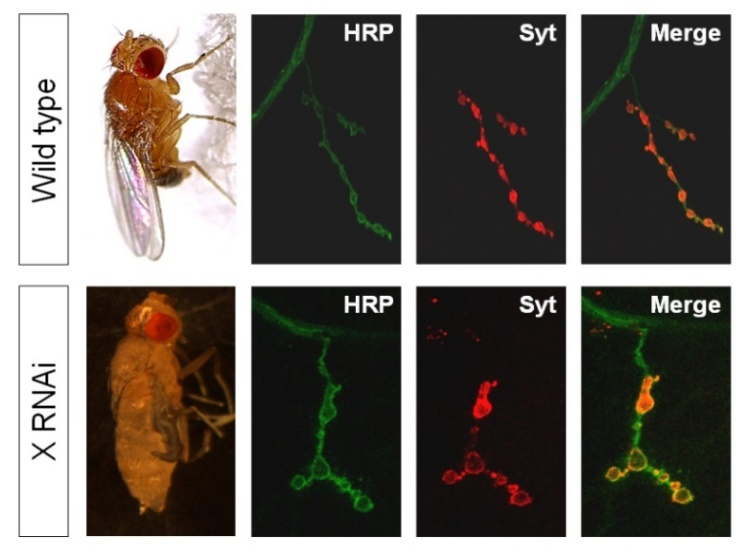 Wild type
HRP
Syt
Merge
X RNAi
HRP
Syt
Merge